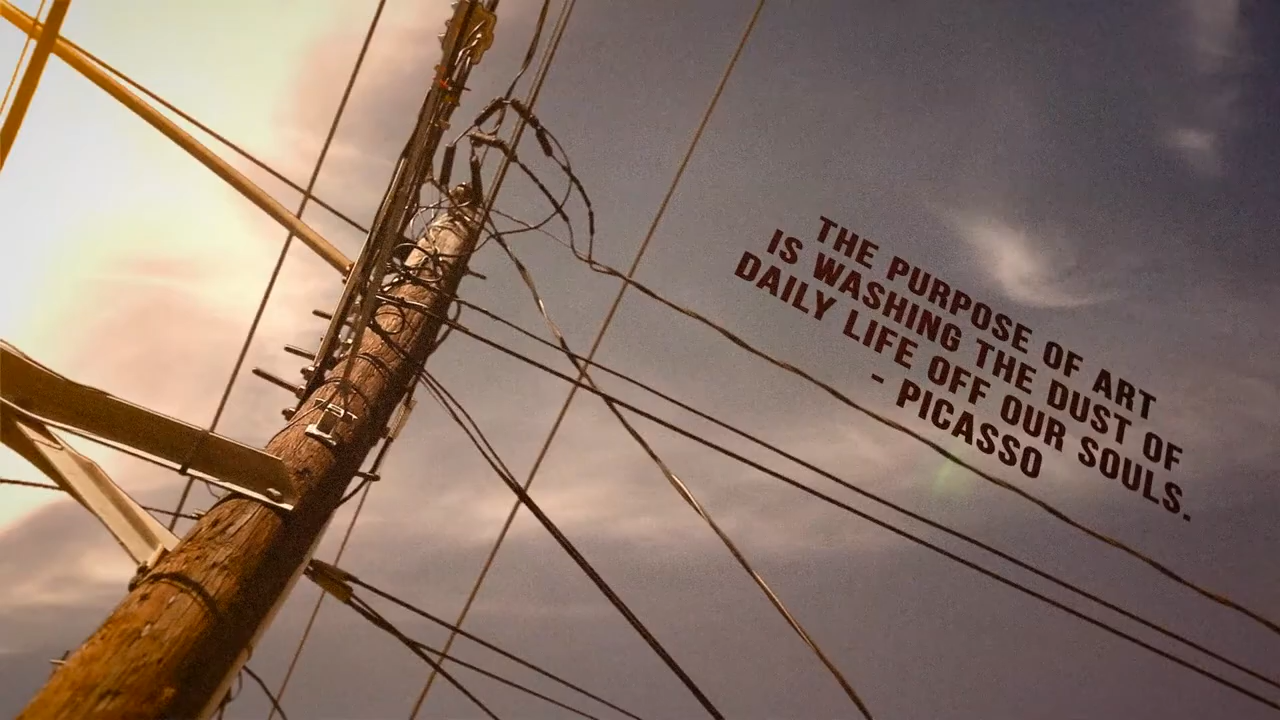 THE PURPOSE OF ART
IS WASHING THE DUST OF
DAILY LIFE OFF OUR SOULS.
- PICASSO